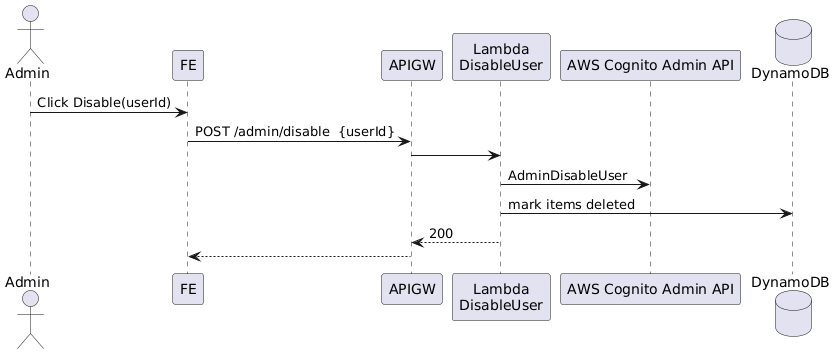 Admin
FE
APIGW
Lambda
DisableUser
AWS Cognito Admin API
DynamoDB
Click Disable(userId)
POST /admin/disable  {userId}
AdminDisableUser
mark items deleted
200
Admin
FE
APIGW
Lambda
DisableUser
AWS Cognito Admin API
DynamoDB